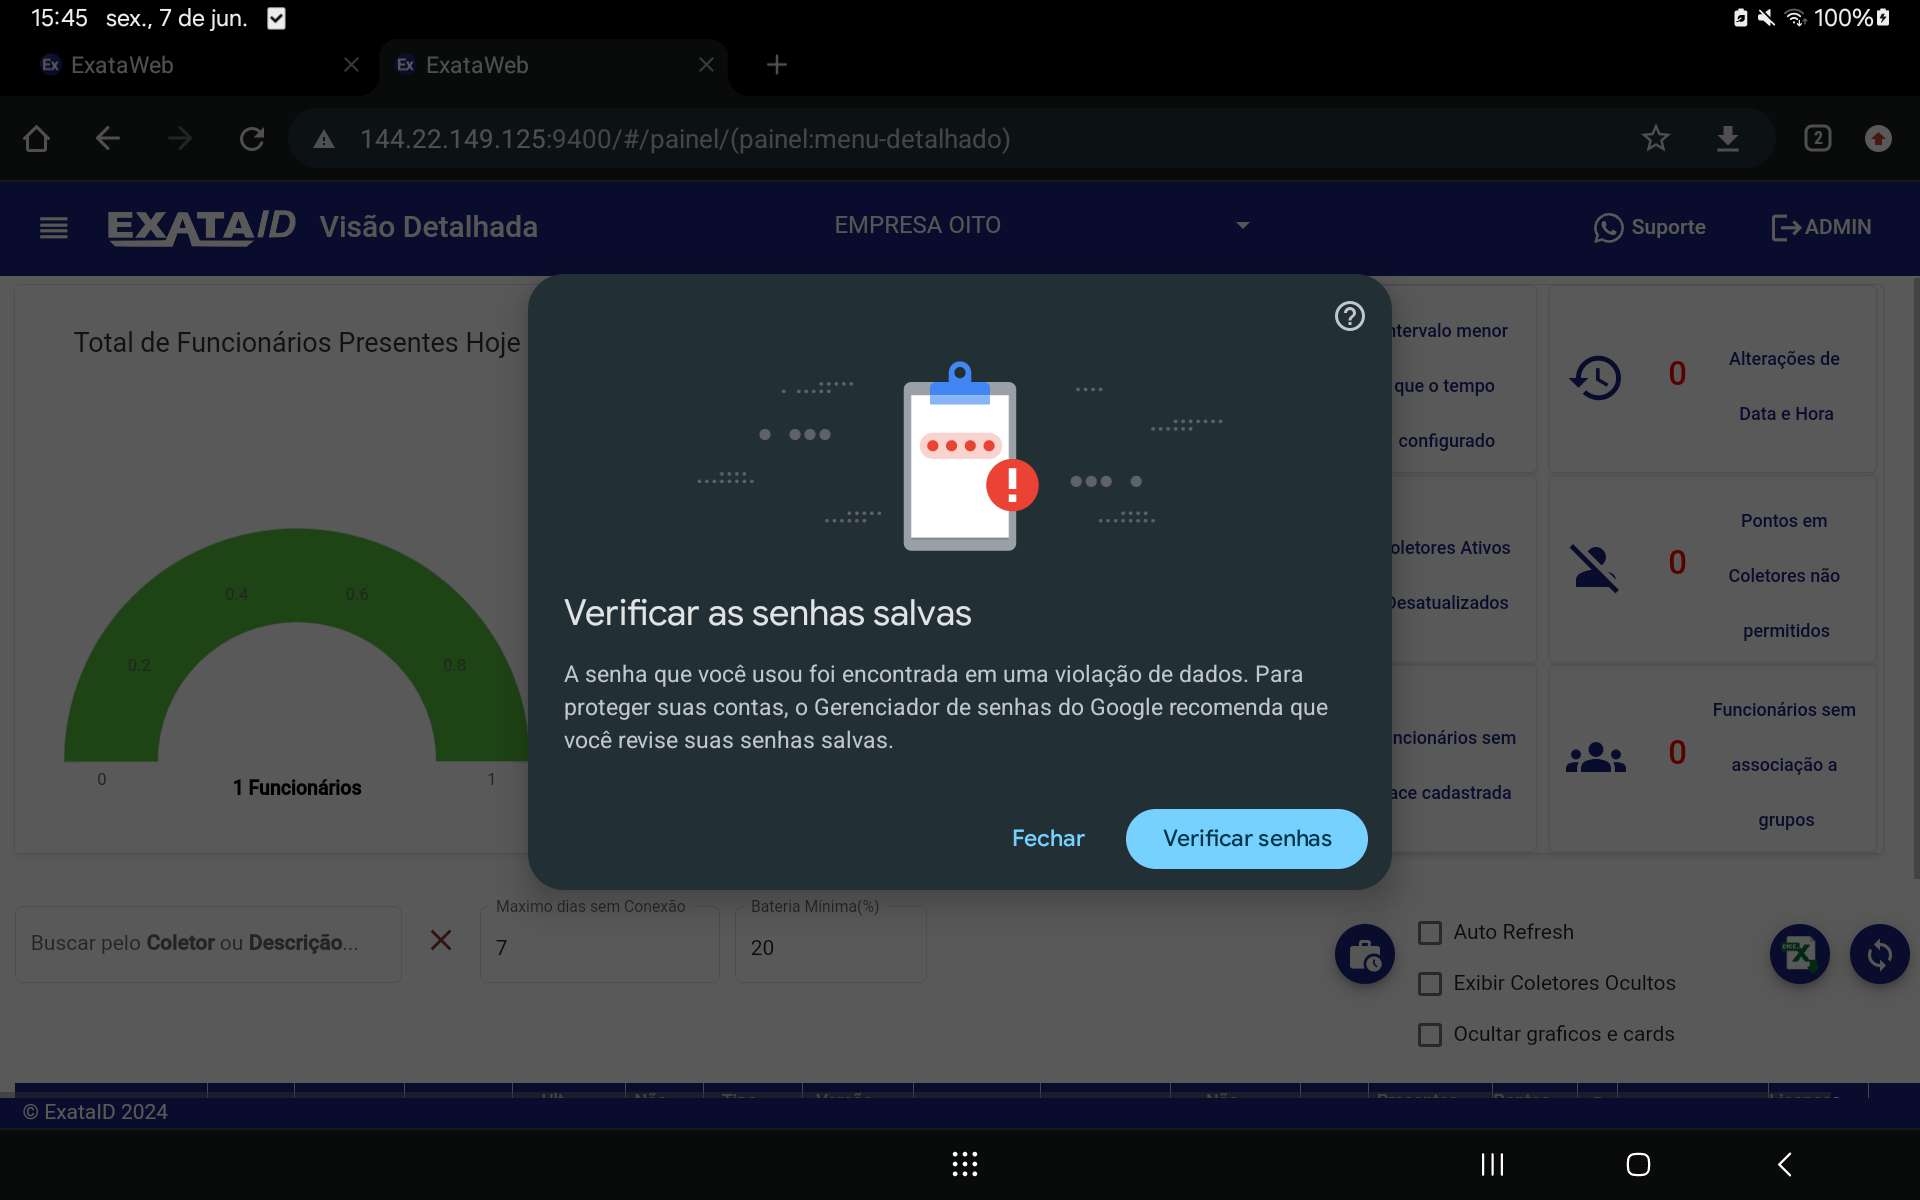 15:45 sex., 7 de jun.
100%
Ex ExataWeb
Ex ExataWeb
144.22.149.125:9400/#/painel/(painel:menu-detalhado)
2
EXATAID Visão Detalhada
EMPRESA OITO
Suporte
ADMIN
Total de Funcionários Presentes Hoje
0.4
0.6
0.2
0.8
0
1
1 Funcionários
Verificar as senhas salvas
A senha que você usou foi encontrada em uma violação de dados. Para
proteger suas contas, o Gerenciador de senhas do Google recomenda que
você revise suas senhas salvas.
Fechar
Verificar senhas
ntervalo menor
que o tempo
configurado
0
Alterações de
Data e Hora
oletores Ativos
Desatualizados
0
Pontos em
Coletores não
permitidos
ncionários sem
ace cadastrada
0
Funcionários sem
associação a
grupos
Buscar pelo Coletor ou Descrição...
Maximo dias sem Conexão
7
Bateria Mínima(%)
20
Auto Refresh
Exibir Coletores Ocultos
Ocultar graficos e cards
© ExataID 2024